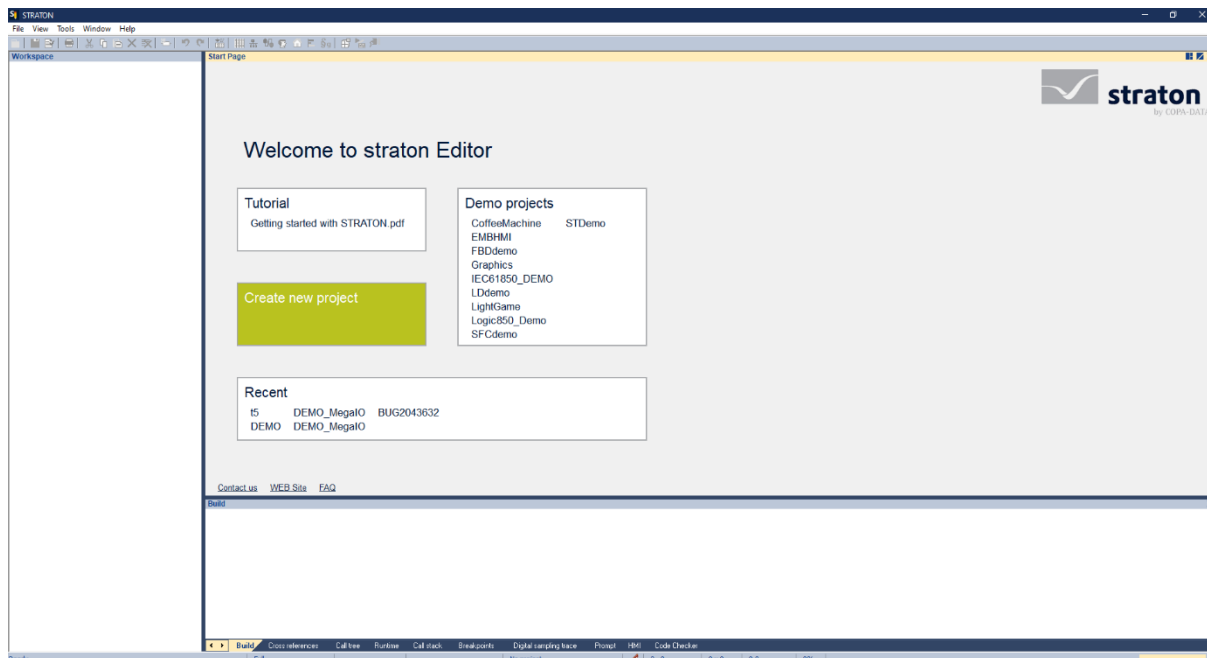 STRATON
File View Tools Window Help
Workspace
Start Page
straton
by COPA-DATA
Welcome to straton Editor
Tutorial
Getting started with STRATON.pdf
Create new project
Demo projects
CoffeeMachine STDemo
EMBHMI
FBDdemo
Graphics
IEC61850_DEMO
LDdemo
LightGame
Logic850_Demo
SFCdemo
Recent
t5 DEMO_MegaIO BUG2043632
DEMO DEMO_MegaIO
Contact us WEB Site FAQ
Build
Build Cross references Call tree Runtime Call stack Breakpoints Digital sampling trace Prompt HMI Code Checker